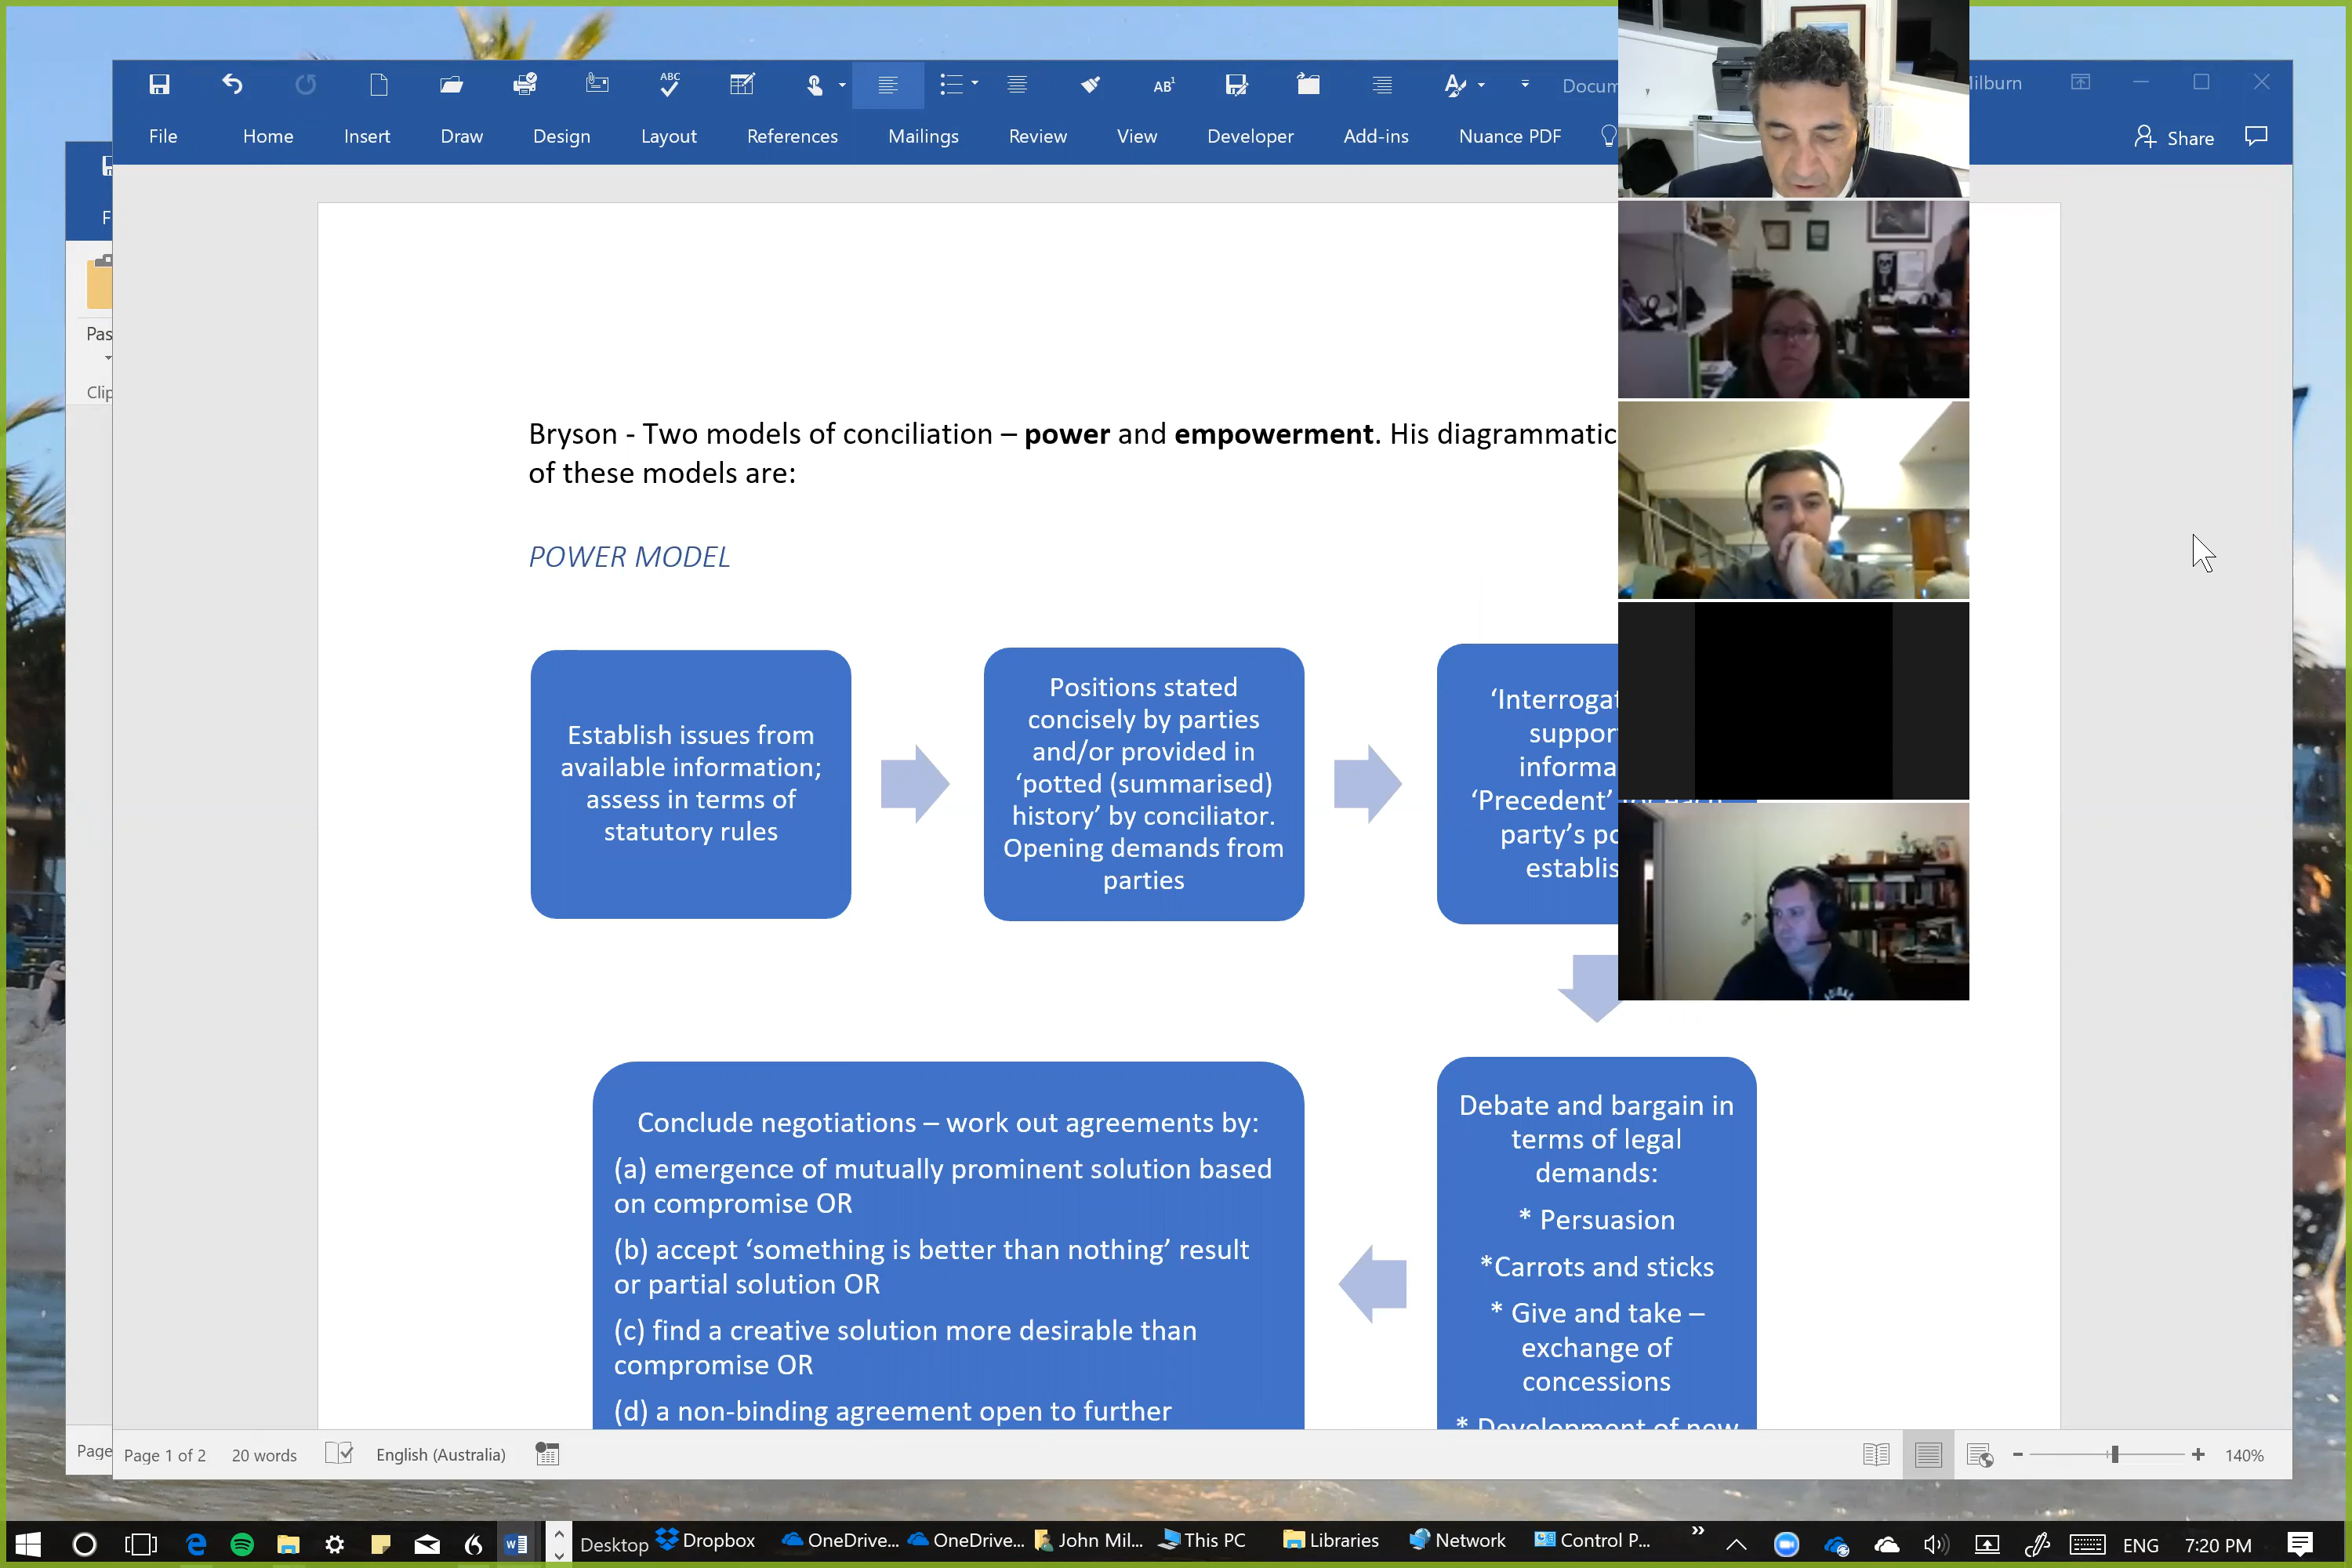 Docum
ilburn
File Home Insert Draw Design Layout References Mailings Review View Developer Add-ins Nuance PDF
Share
F
Pas
Clip
Bryson - Two models of conciliation – power and empowerment. His diagrammatic
of these models are:
POWER MODEL
Establish issues from
available information;
assess in terms of
statutory rules
Positions stated
concisely by parties
and/or provided in
‘potted (summarised)
history’ by conciliator.
Opening demands from
parties
‘Interrogat
suppor
informa
‘Precedent’ for each
party’s po
establis
Debate and bargain in
terms of legal
demands:
* Persuasion
*Carrots and sticks
* Give and take –
exchange of
concessions
* Development of new
Conclude negotiations – work out agreements by:
(a) emergence of mutually prominent solution based
on compromise OR
(b) accept ‘something is better than nothing’ result
or partial solution OR
(c) find a creative solution more desirable than
compromise OR
(d) a non-binding agreement open to further
Page
Page 1 of 2 20 words English (Australia) 140%
Desktop Dropbox OneDrive... OneDrive... John Mil... This PC Libraries Network Control P... ENG 7:20 PM